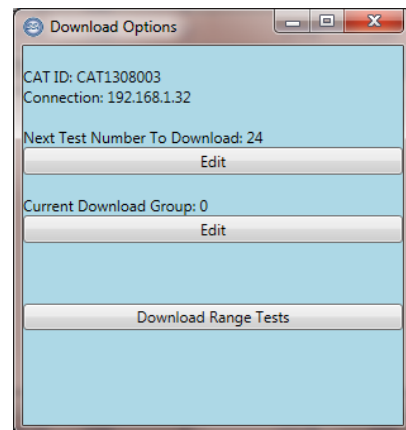 Download Options
CAT ID: CAT1308003
Connection: 192.168.1.32
Next Test Number To Download: 24
Edit
Current Download Group: 0
Edit
Download Range Tests